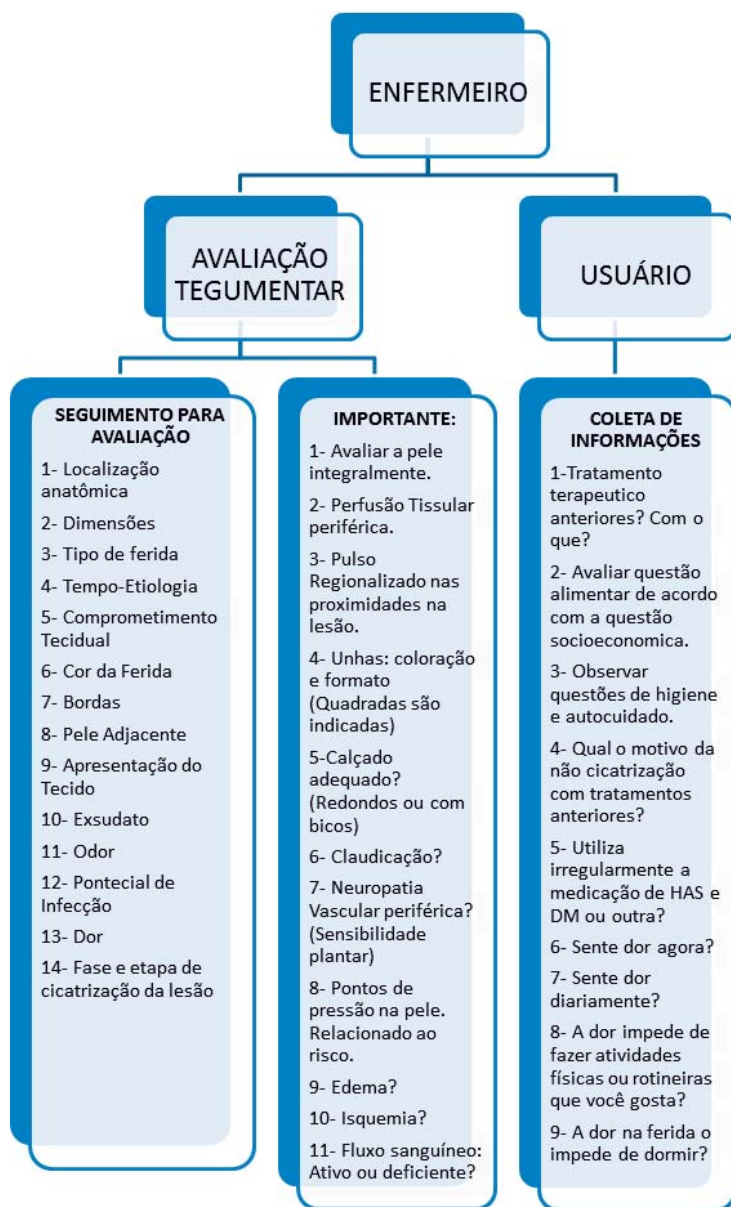 ENFERMEIRO
AVALIAÇÃO
TEGUMENTAR
USUÁRIO
SEGUIMENTO PARA
AVALIAÇÃO
1- Localização
anatômica
2- Dimensões
3- Tipo de ferida
4- Tempo-Etiologia
5- Comprometimento
Tecidual
6- Cor da Ferida
7- Bordas
8- Pele Adjacente
9- Apresentação do
Tecido
10- Exsudato
11- Odor
12- Pontecial de
Infecção
13- Dor
14- Fase e etapa de
cicatrização da lesão
IMPORTANTE:
1- Avaliar a pele
integralmente.
2- Perfusão Tissular
periférica.
3- Pulso
Regionalizado nas
proximidades na
lesão.
4- Unhas: coloração
e formato
(Quadradas são
indicadas)
5-Calçado
adequado?
(Redondos ou com
bicos)
6- Claudicação?
7- Neuropatia
Vascular periférica?
(Sensibilidade
plantar)
8- Pontos de
pressão na pele.
Relacionado ao
risco.
9- Edema?
10- Isquemia?
11- Fluxo sanguíneo:
Ativo ou deficiente?
COLETA DE
INFORMAÇÕES
1-Tratamento
terapeutico
anteriores? Com o
que?
2- Avaliar questão
alimentar de acordo
com a questão
socioeconomica.
3- Observar
questões de higiene
e autocuidado.
4- Qual o motivo da
não cicatrização
com tratamentos
anteriores?
5- Utiliza
irregularmente a
medicação de HAS e
DM ou outra?
6- Sente dor agora?
7- Sente dor
diariamente?
8- A dor impede de
fazer atividades
físicas ou rotineiras
que você gosta?
9- A dor na ferida o
impede de dormir?